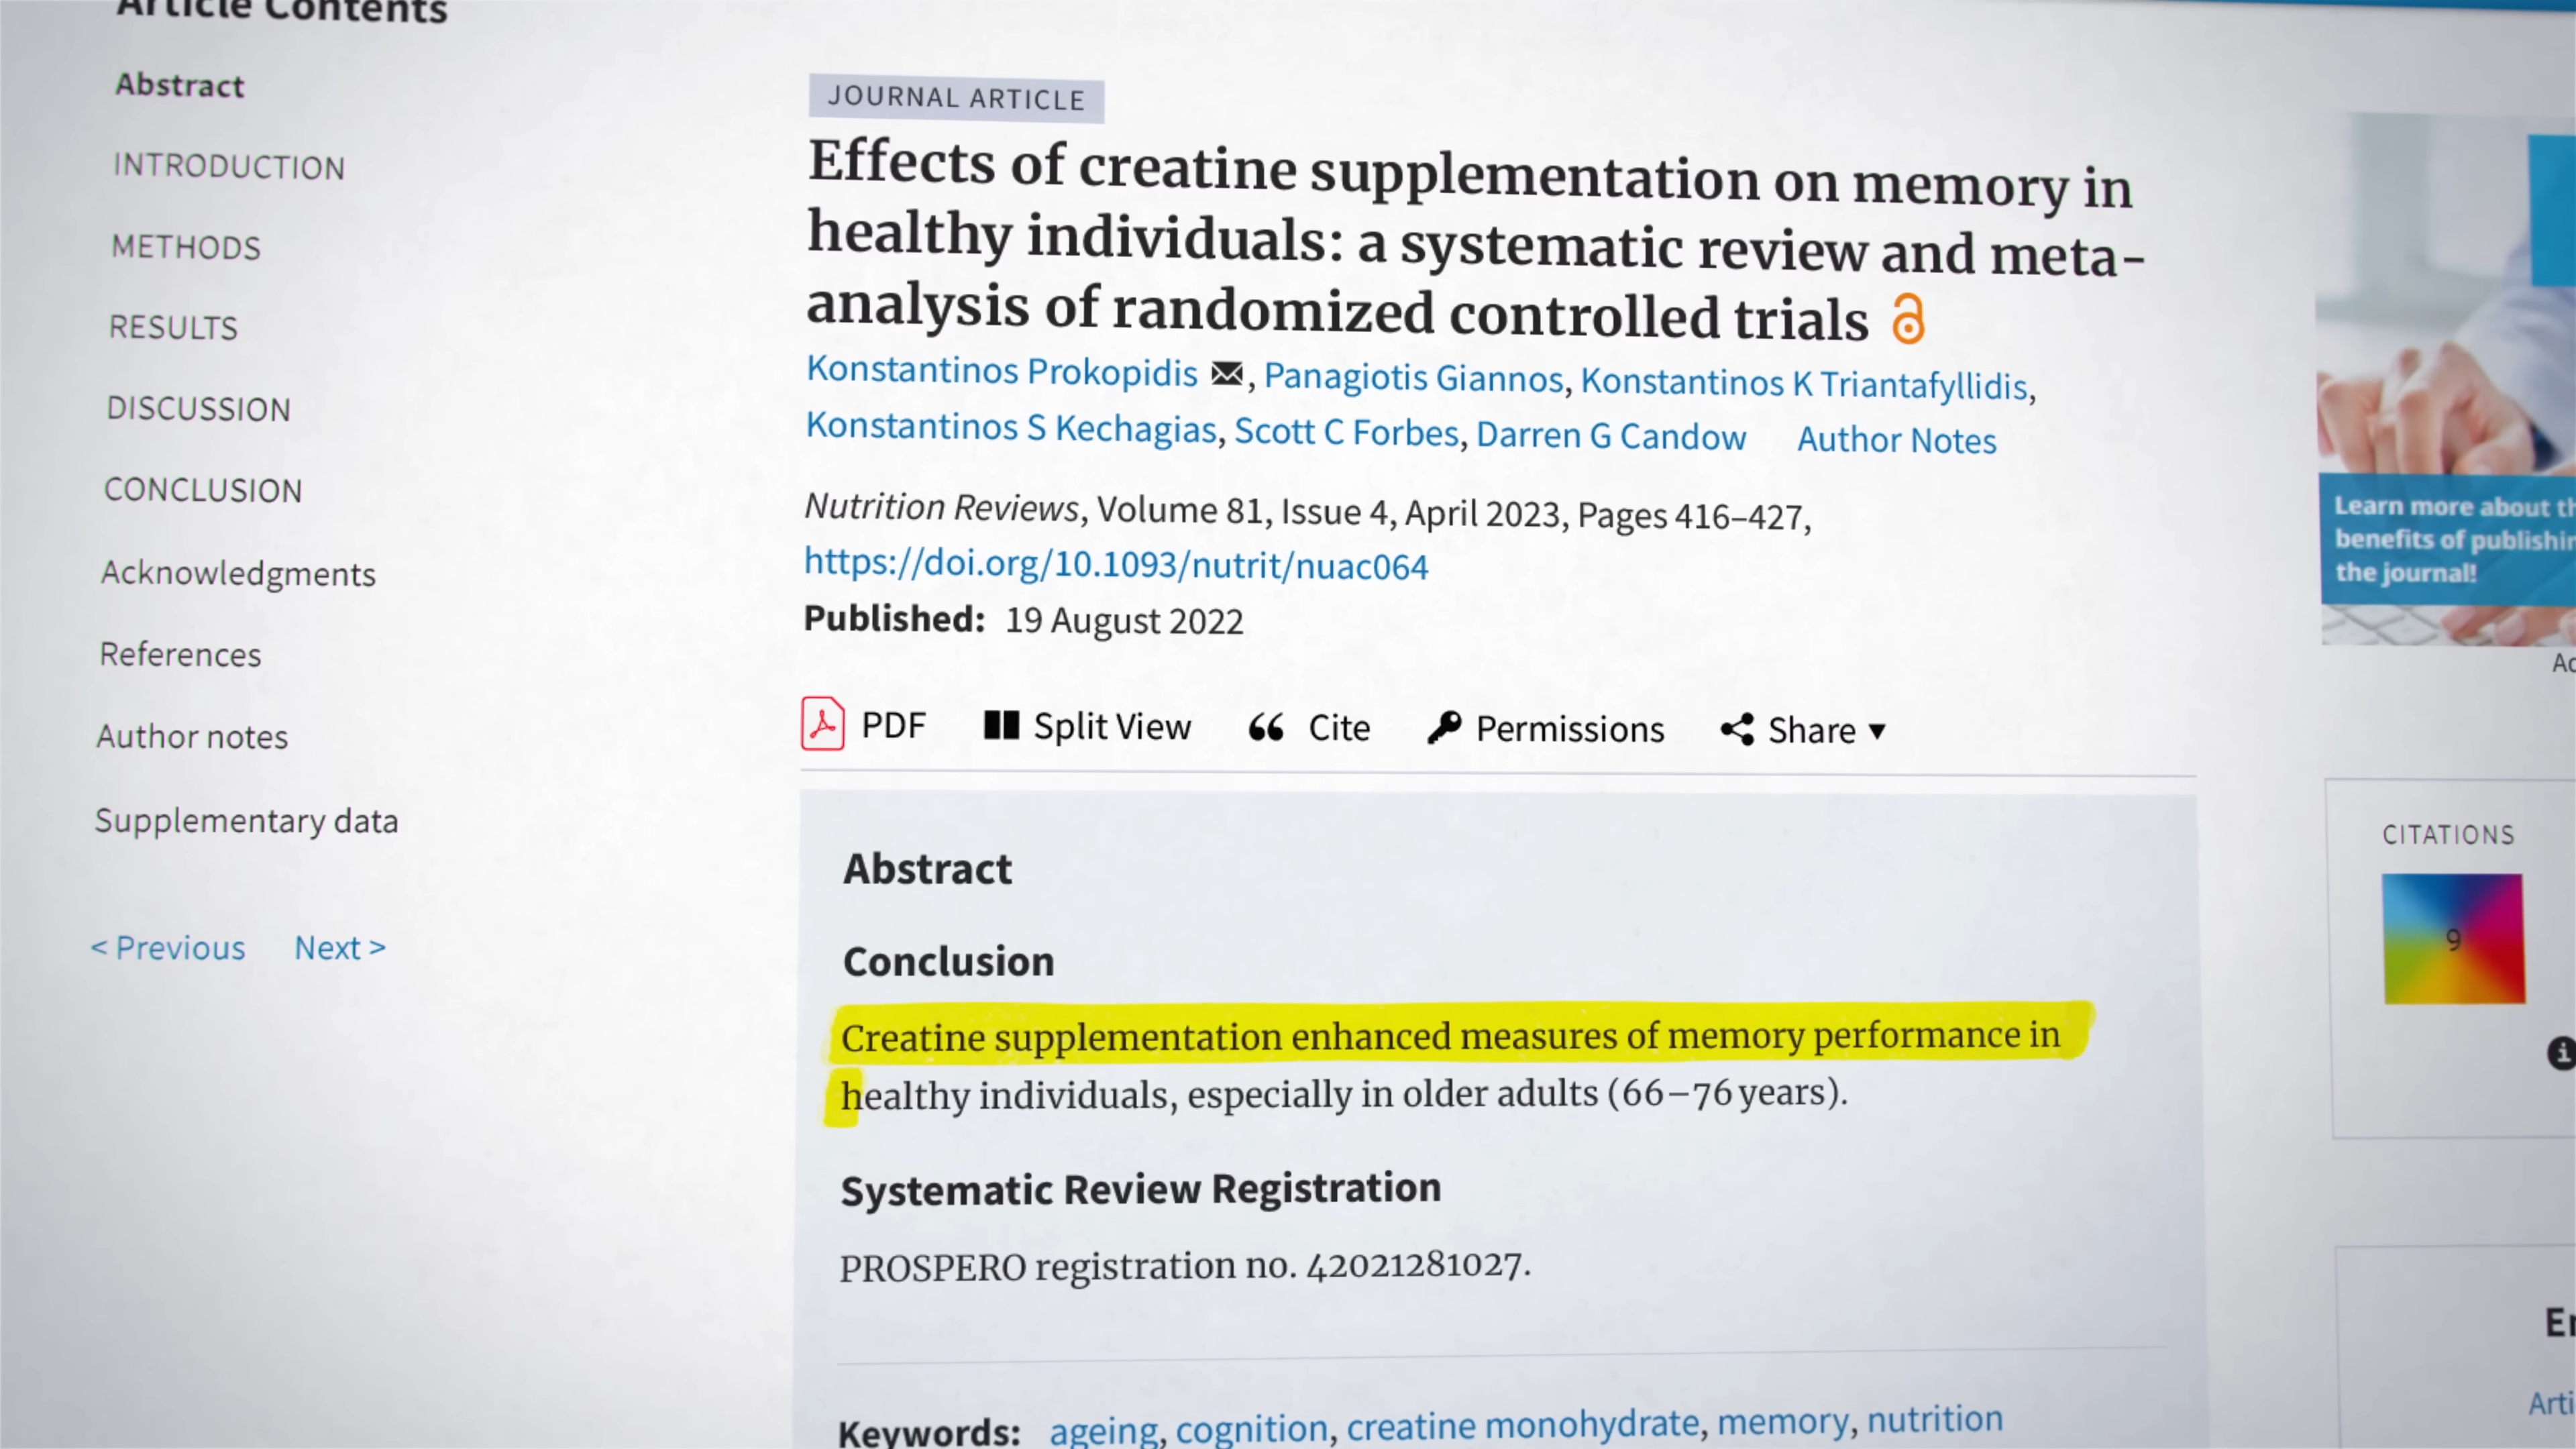 Article Contents
Abstract
INTRODUCTION
METHODS
RESULTS
DISCUSSION
CONCLUSION
Acknowledgments
References
Author notes
Supplementary data
< Previous Next >
JOURNAL ARTICLE
Effects of creatine supplementation on memory in
healthy individuals: a systematic review and meta-
analysis of randomized controlled trials
Konstantinos Prokopidis, Panagiotis Giannos, Konstantinos K Triantafyllidis,
Konstantinos S Kechagias, Scott C Forbes, Darren G Candow Author Notes
Nutrition Reviews, Volume 81, Issue 4, April 2023, Pages 416–427,
https://doi.org/10.1093/nutrit/nuac064
Published: 19 August 2022
PDF Split View Cite Permissions Share ▼
Abstract
Conclusion
Creatine supplementation enhanced measures of memory performance in
healthy individuals, especially in older adults (66–76 years).
Systematic Review Registration
PROSPERO registration no. 42021281027.
Keywords: ageing, cognition, creatine monohydrate, memory, nutrition
Learn more about
benefits of
the journal!
CITATIONS
9